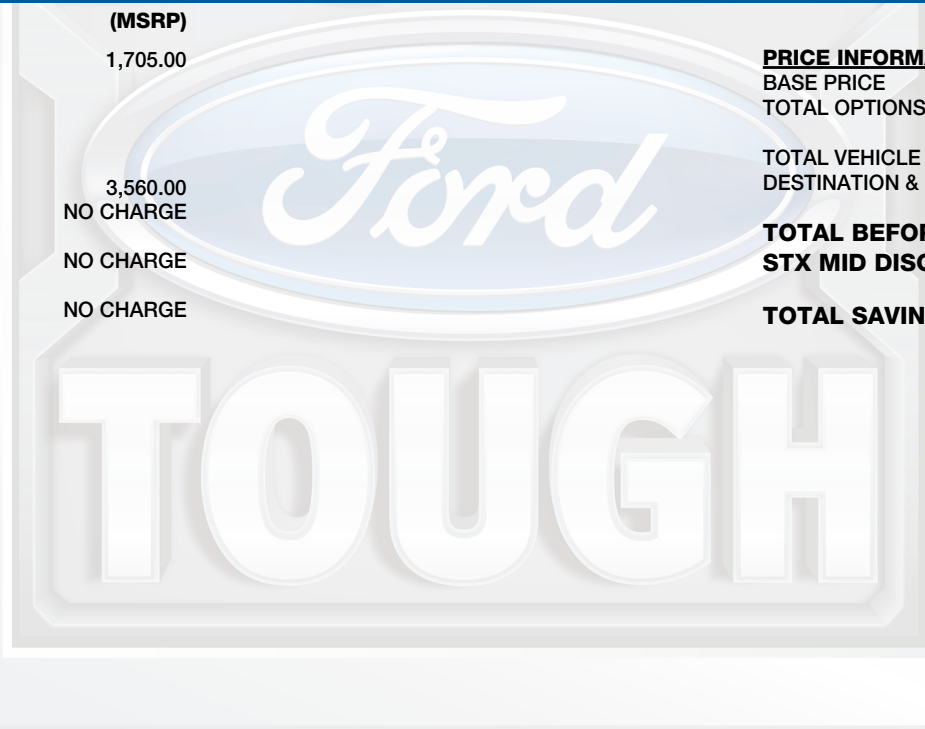 (MSRP)
1,705.00
3,560.00
NO CHARGE
NO CHARGE
NO CHARGE
PRICE INFORMA
BASE PRICE
TOTAL OPTIONS
TOTAL VEHICLE
DESTINATION &
TOTAL BEFOR
STX MID DISC
TOTAL SAVIN
Ford
TOUGH